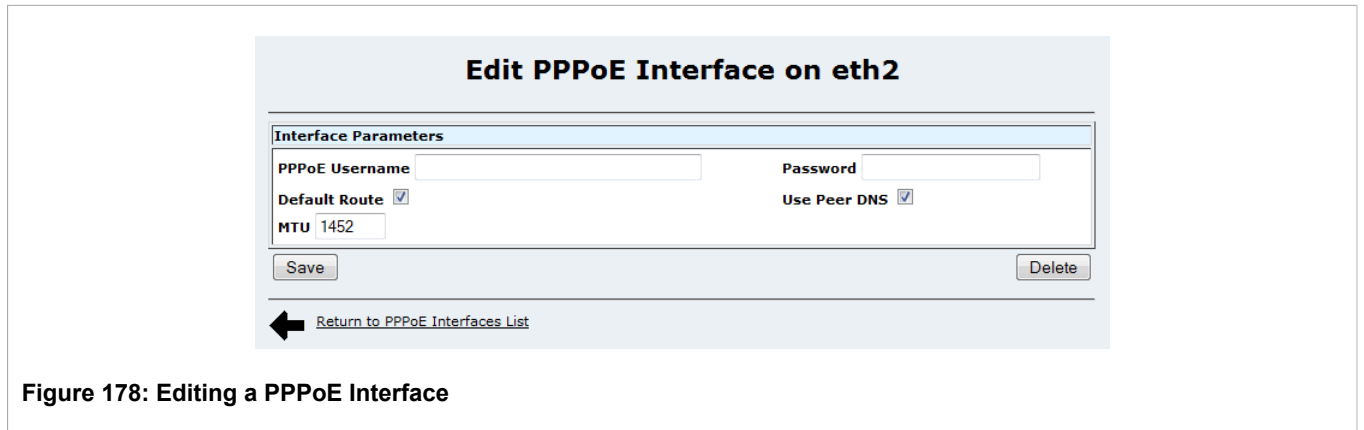 Edit PPPoE Interface on eth2
Interface Parameters
PPPoE Username Password
Default Route Use Peer DNS
MTU 1452
Save Delete
Return to PPPoE Interfaces List
Figure 178: Editing a PPPoE Interface